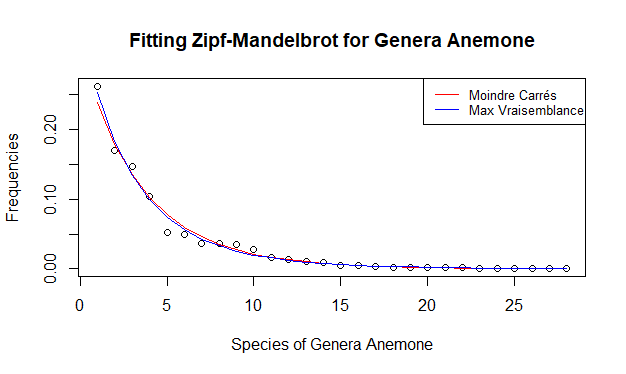 Fitting Zipf-Mandelbrot for Genera Anemone
Moindre Carrés
Max Vraisemblance
Frequencies
0.20
0.10
0.00
0 5 10 15 20 25
Species of Genera Anemone